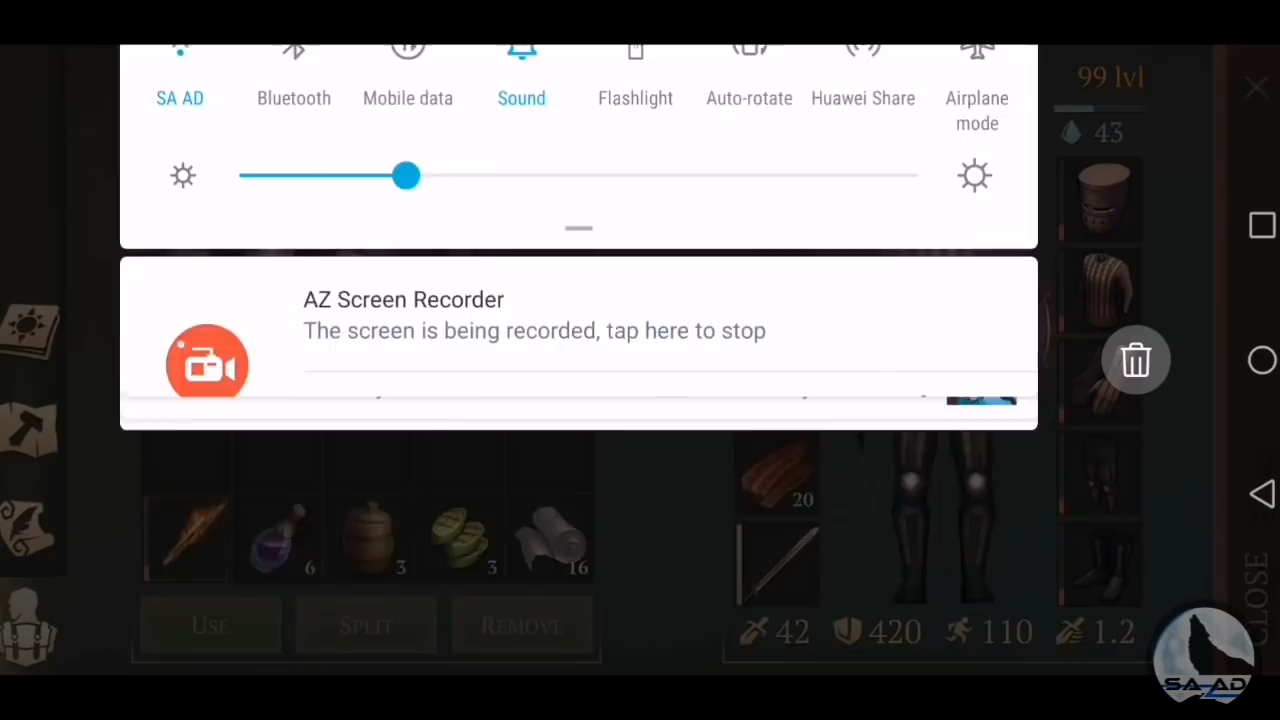 SA AD
Bluetooth
Mobile data
Sound
Flashlight
Auto-rotate
Huawei Share
Airplane mode
AZ Screen Recorder
The screen is being recorded, tap here to stop
99 lvl
43
20
6
3
3
16
USE
SPLIT
REMOVE
42
420
110
1.2
CLOSE
SA-AD